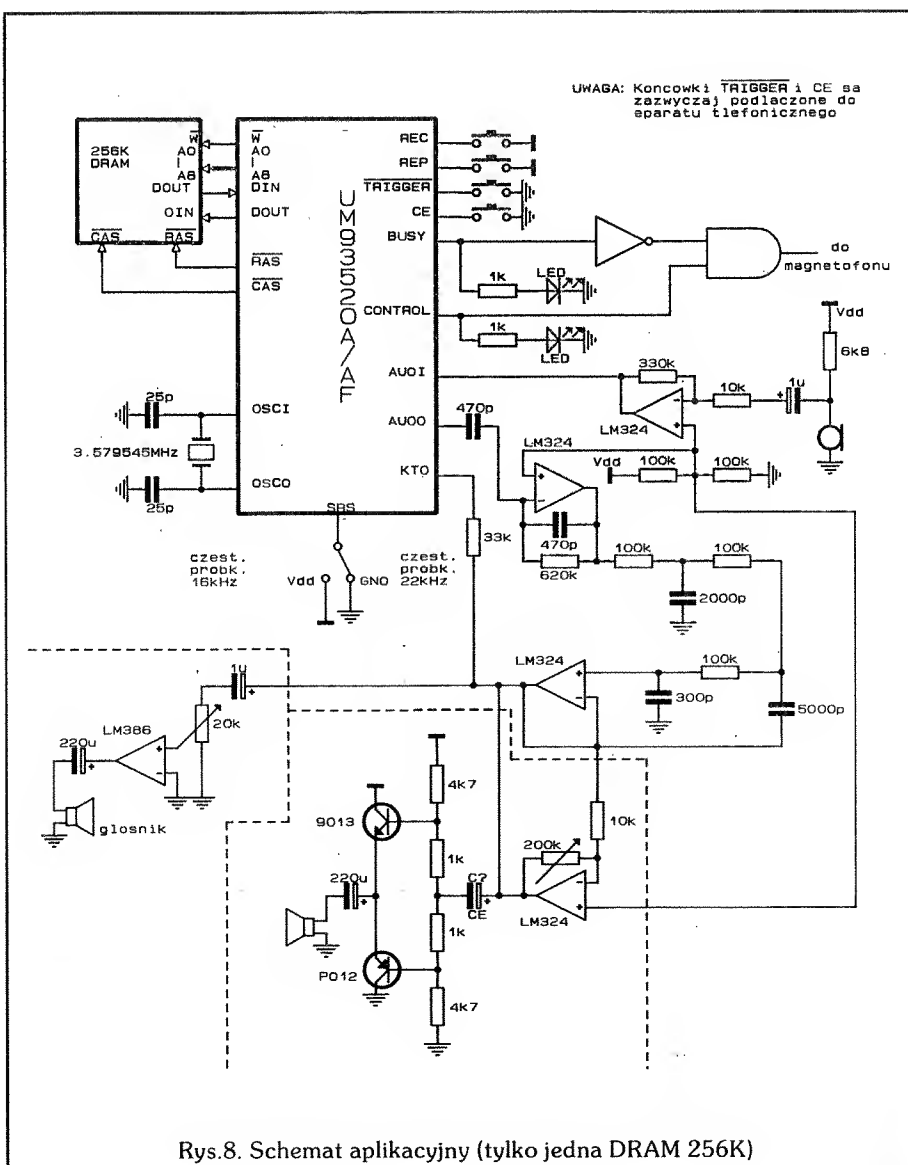 UWAGA: Koncowki TRIGGER i CE sa
zazwyczaj podlaczone do
eparatu tlefonicznego
256K
DRAM
W
A0
|
A8
DOUT
OIN
CAS
RAS
W
A0
|
A8
DIN
DOUT
RAS
CAS
UM93520A/AF
REC
REP
TRIGGER
CE
BUSY
CONTROL
AUOI
AUOO
KTO
OSCI
OSCO
SRS
1k
LED
1k
LED
do
magnetofonu
Vdd
6k8
330k
10k
1u
+
LM324
25p
3.579545MHz
25p
470p
LM324
Vdd
100k
100k
470p
620k
100k
100k
2000p
33k
czest.
probk.
16kHz
czest.
probk.
22kHz
Vdd
GNO
LM324
100k
300p
5000p
1u
+
20k
LM386
220u
+
glosnik
4k7
9013
1k
220u
+
C?
+
CE
1k
P012
4k7
10k
200k
LM324
Rys.8. Schemat aplikacyjny (tylko jedna DRAM 256K)